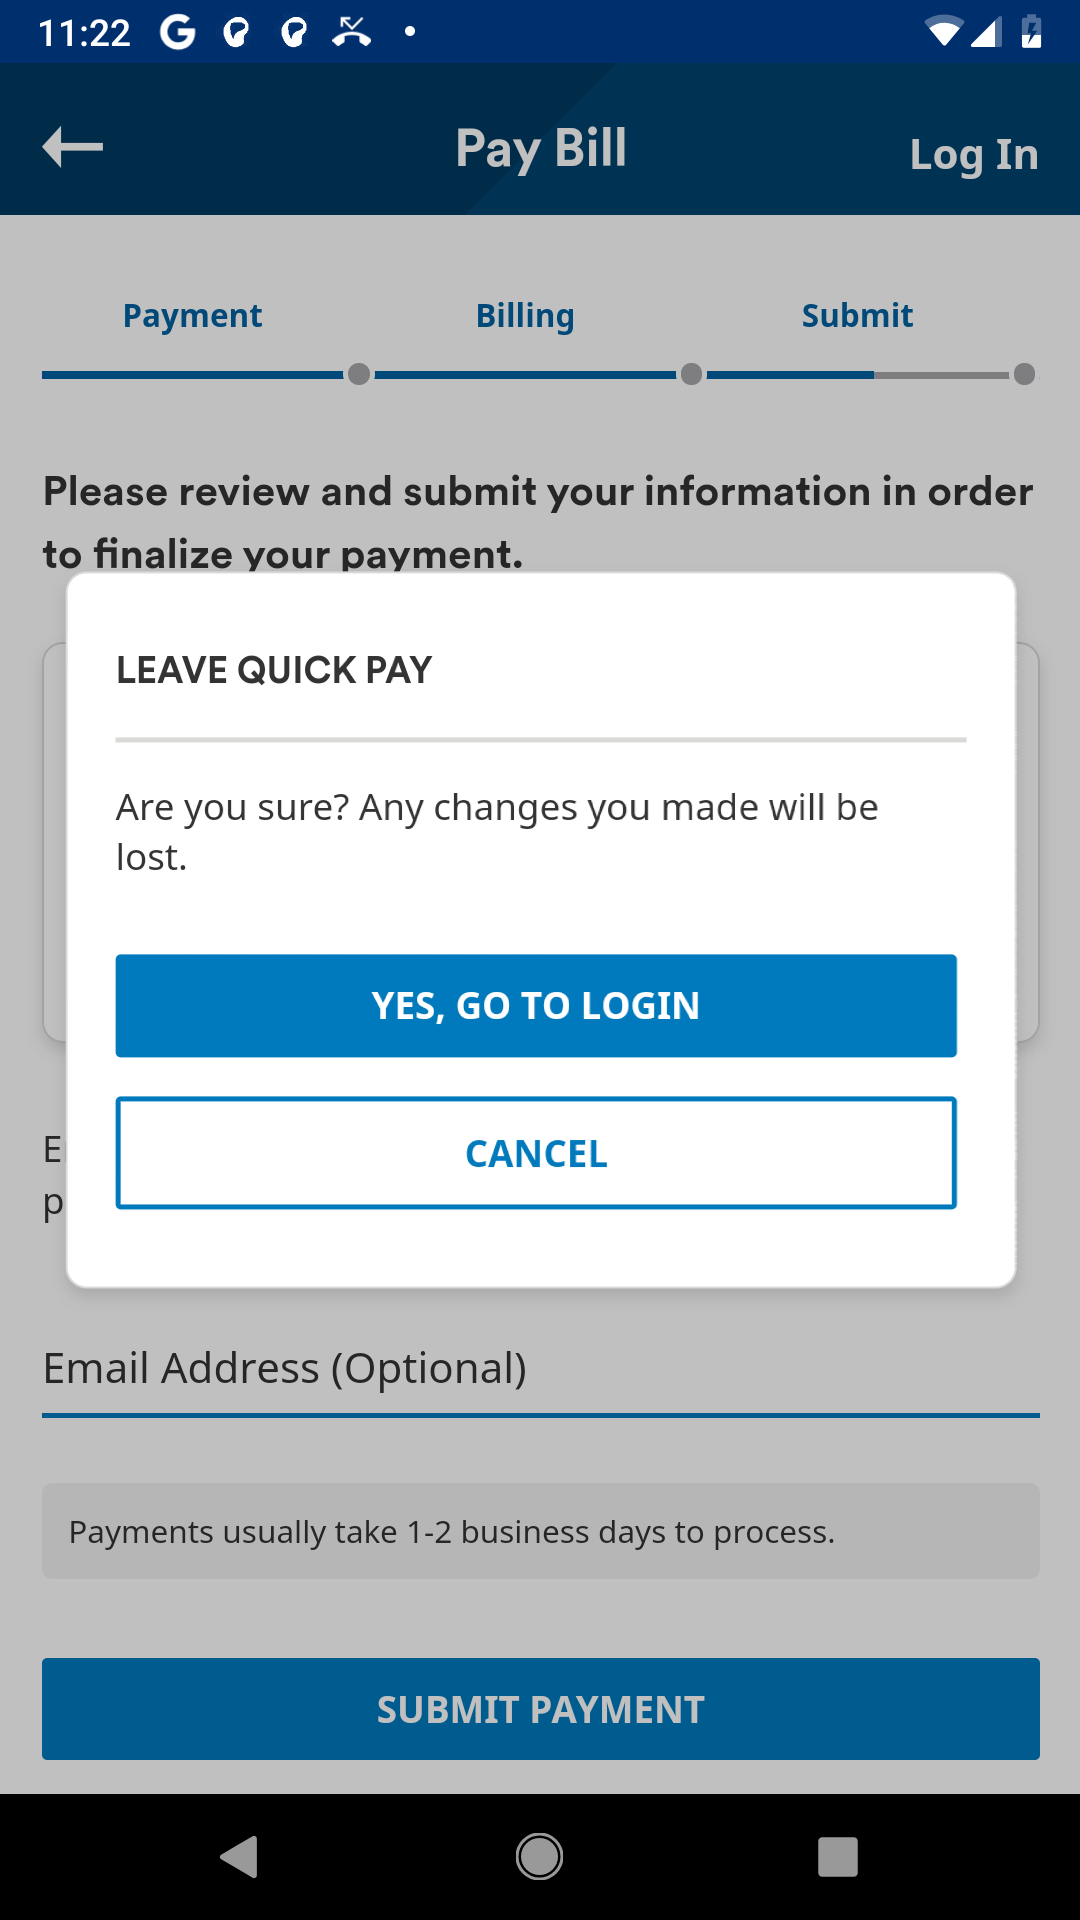 11:22
Pay Bill
Log In
Payment
Billing
Submit
Please review and submit your information in order
to finalize your payment.
LEAVE QUICK PAY
Are you sure? Any changes you made will be
lost.
YES, GO TO LOGIN
CANCEL
E
p
Email Address (Optional)
Payments usually take 1-2 business days to process.
SUBMIT PAYMENT